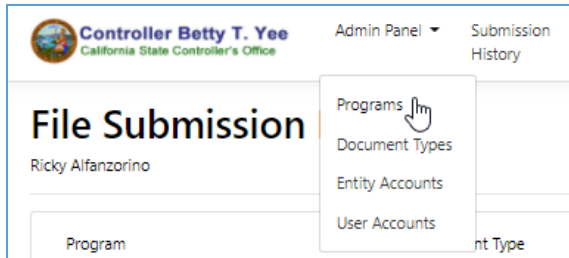 Controller Betty T. Yee
California State Controller's Office
Admin Panel
Submission
History
File Submission
Ricky Alfanzorino
Programs
Document Types
Entity Accounts
User Accounts
Program
nt Type